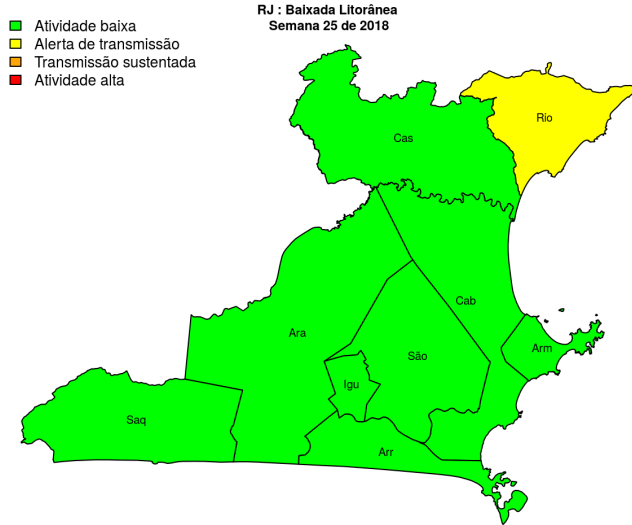 RJ : Baixada Litorânea
Semana 25 de 2018
Atividade baixa
Alerta de transmissão
Transmissão sustentada
Atividade alta
Rio
Cas
Cab
Ara
Arm
São
Igu
Saq
Arr